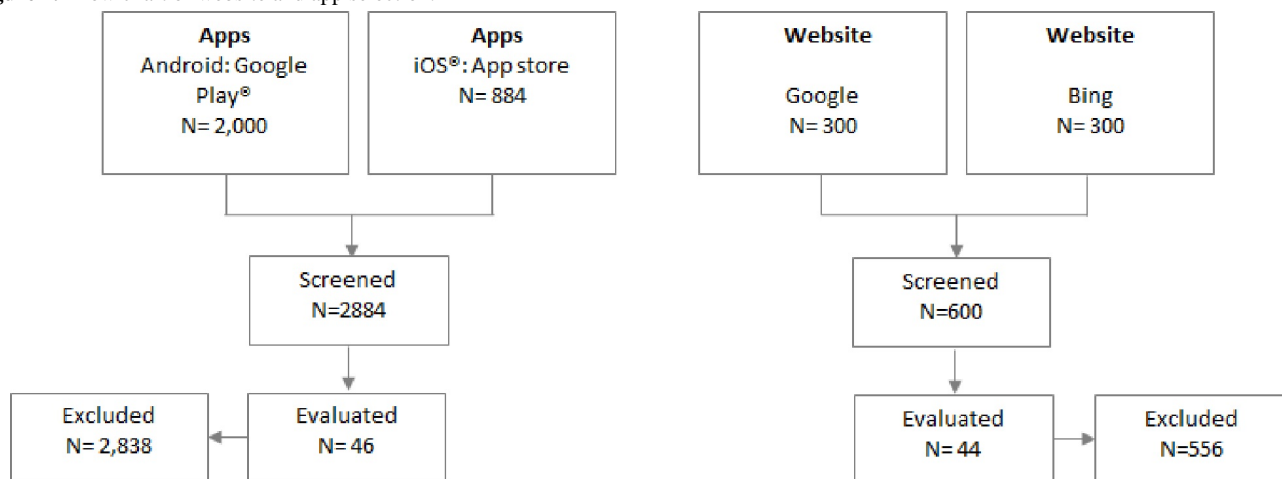 Apps
Android: Google
Play®
N= 2,000
Apps
iOS®: App store
N= 884
Website
Google
N= 300
Website
Bing
N= 300
Screened
N=2884
Screened
N=600
Excluded
N= 2,838
Evaluated
N= 46
Evaluated
N= 44
Excluded
N=556